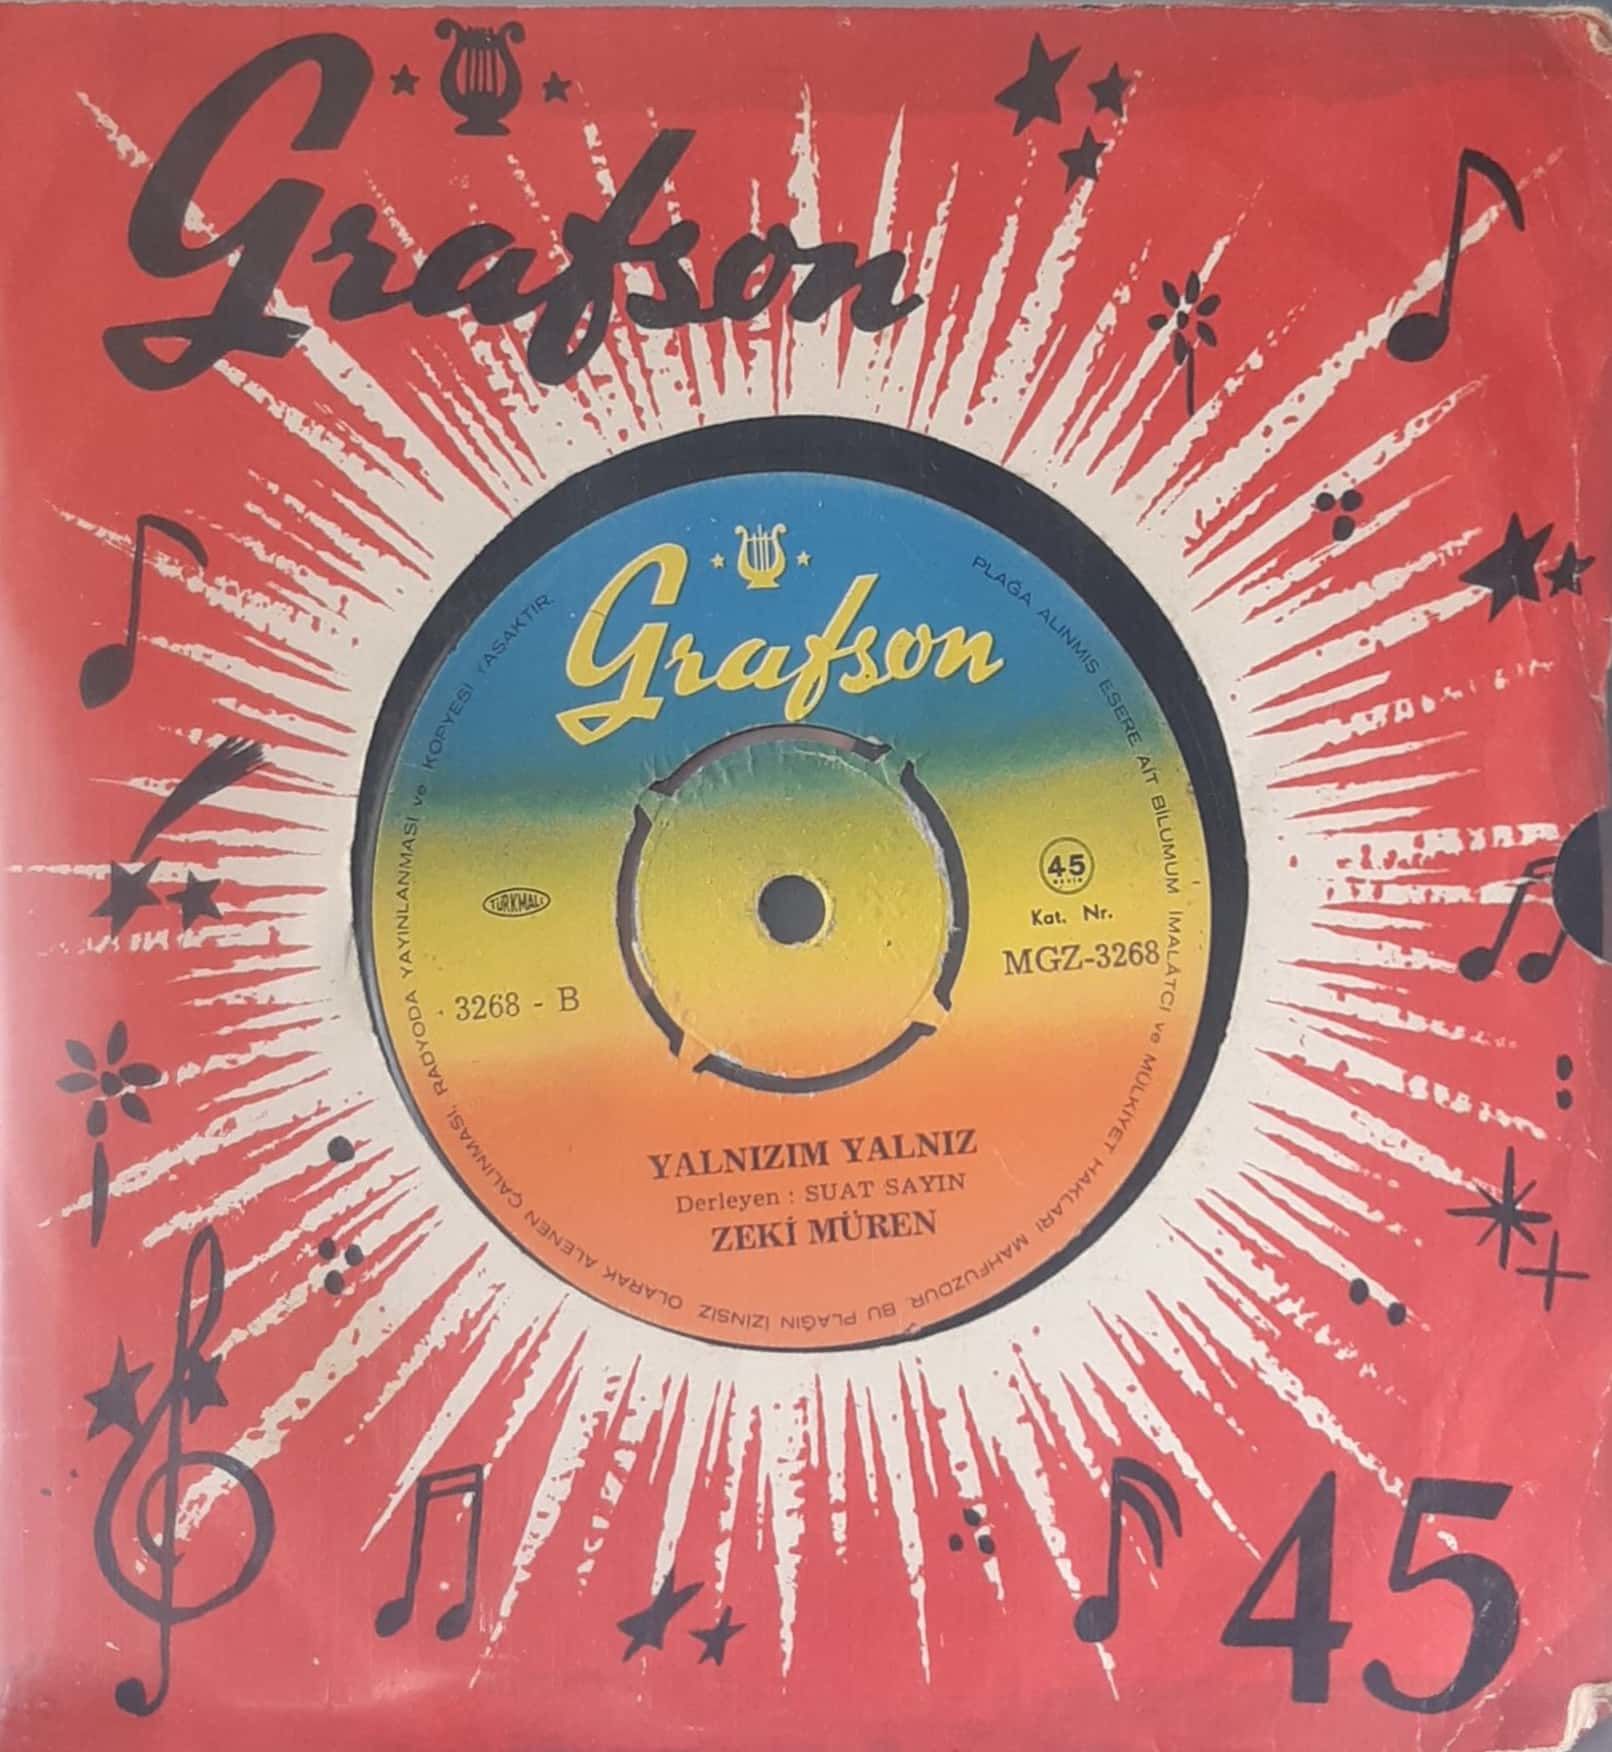 Grafson
Grafson
PLAĞA ALINMIŞ ESERE AİT BİLUMUM İMALÂTCI ve MÜLKİYET HAKLARI MAHFUZDUR. BU PLAĞIN İZİNSİZ OLARAK ALENEN ÇALINMASI, RADYODA YAYINLANMASI ve KOPYESİ YASAKTIR.
TÜRKMALI
45
DEVİR
Kat. Nr.
MGZ-3268
3268 - B
YALNIZIM YALNIZ
Derleyen : SUAT SAYIN
ZEKİ MÜREN
45